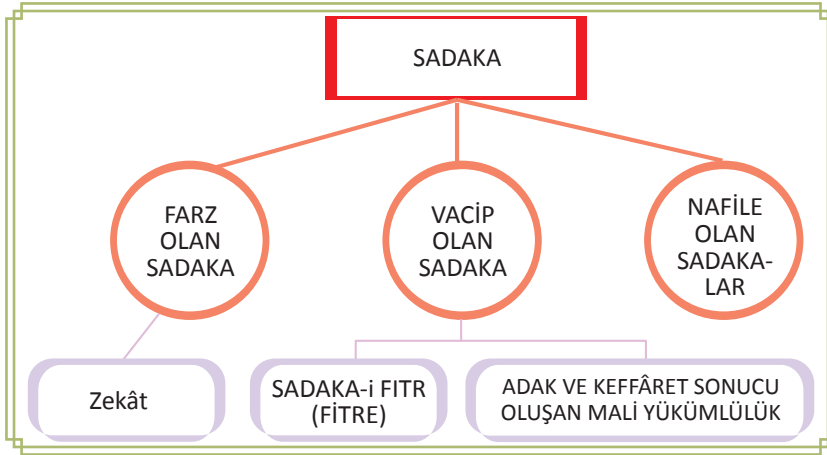 SADAKA
FARZ
OLAN
SADAKA
VACİP
OLAN
SADAKA
NAFİLE
OLAN
SADAKA-
LAR
Zekât
SADAKA-i FITR
(FİTRE)
ADAK VE KEFFÂRET SONUCU
OLUŞAN MALİ YÜKÜMLÜLÜK